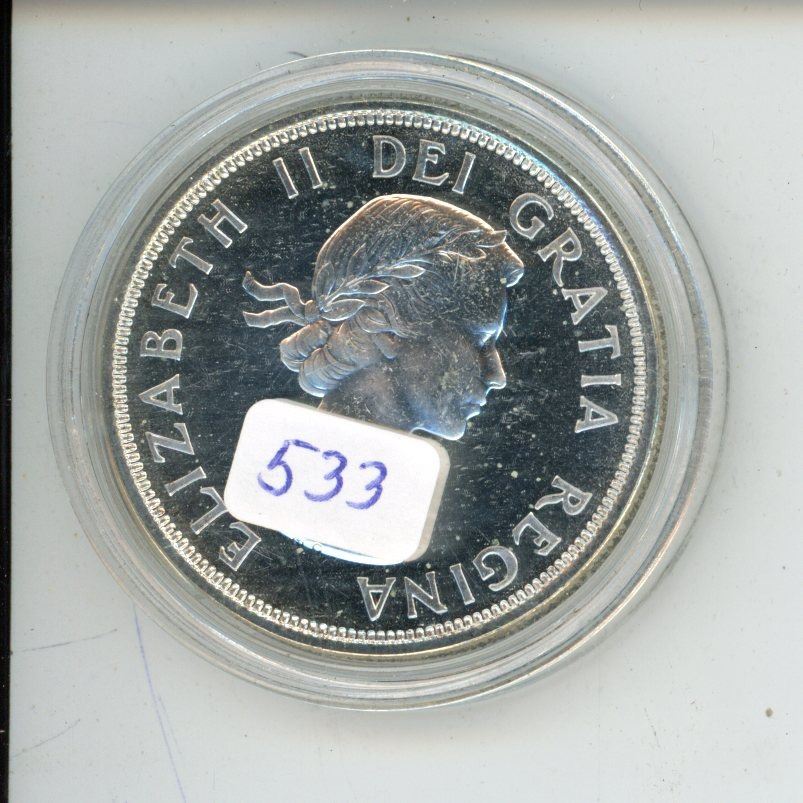 ELIZABETH II DEI GRATIA REGINA
533